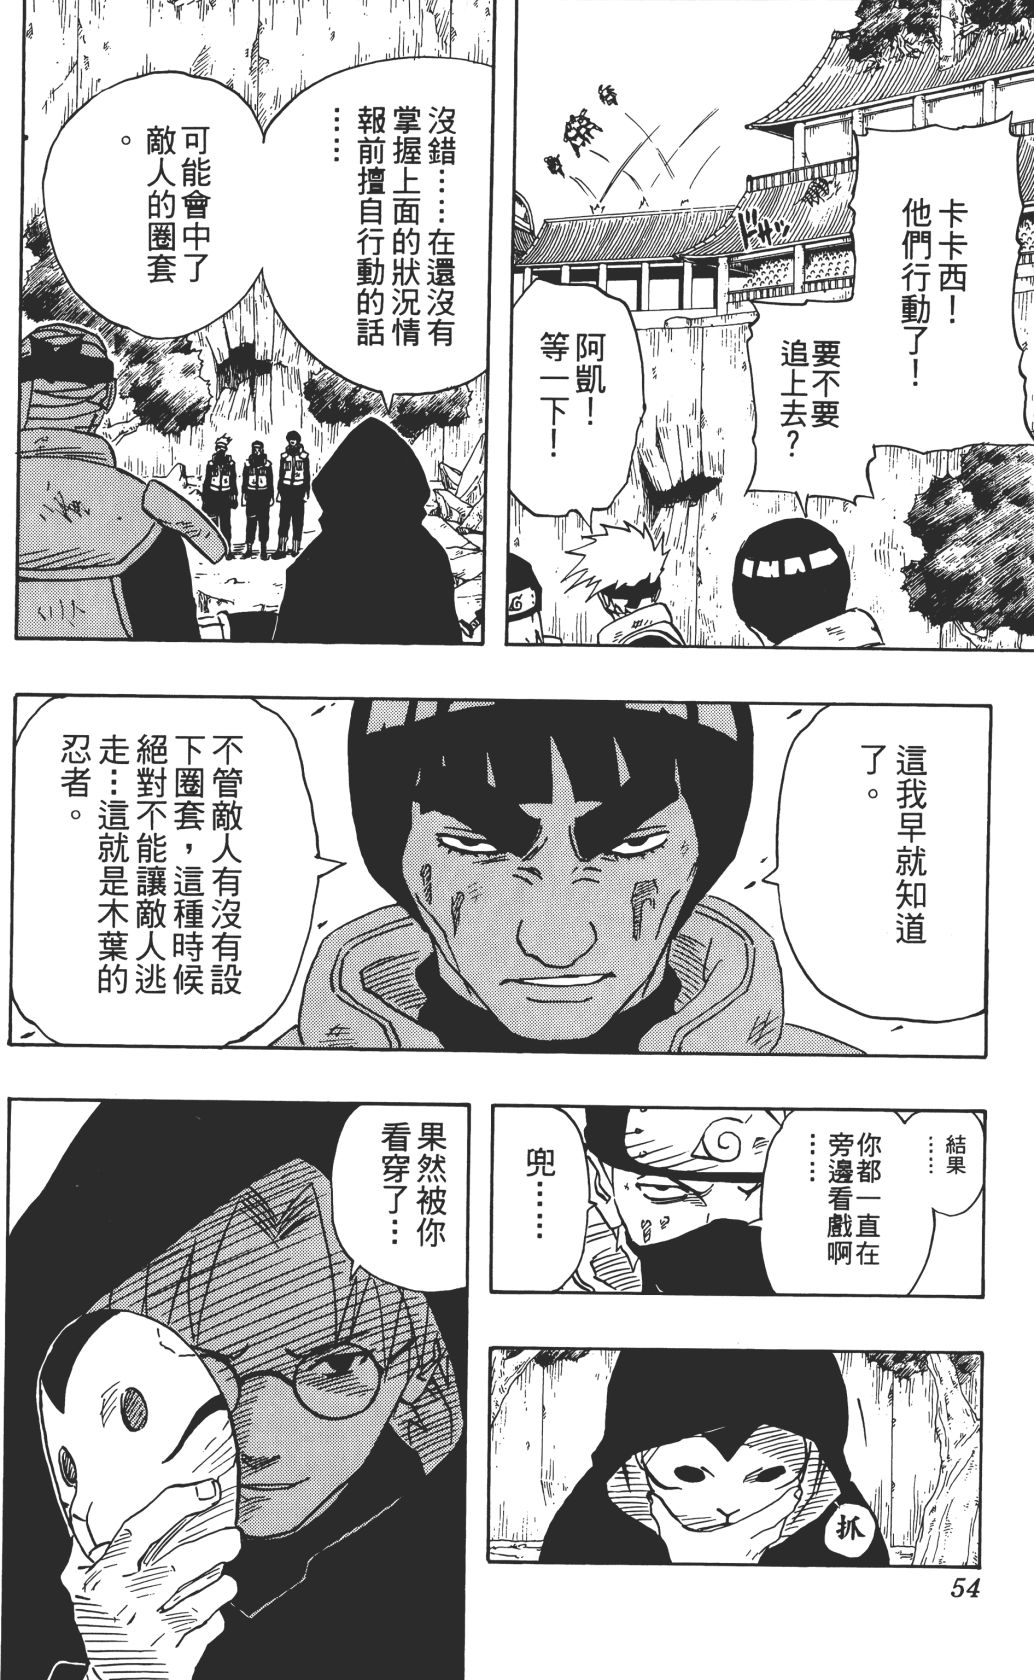 卡卡西！
他們行動了！
要不要
追上去？
阿凱！
等一下！
ドサッ
沒錯……在還沒有
掌握上面的狀況情
報前擅自行動的話
……
可能會中了
敵人的圈套
。
這我早就知道
了。
不管敵人有沒有設
下圈套，這種時候
絕對不能讓敵人逃
走…這就是木葉的
忍者。
結果
……
你都一直在
旁邊看戲啊
……
兜……
抓
果然被你
看穿了…
54